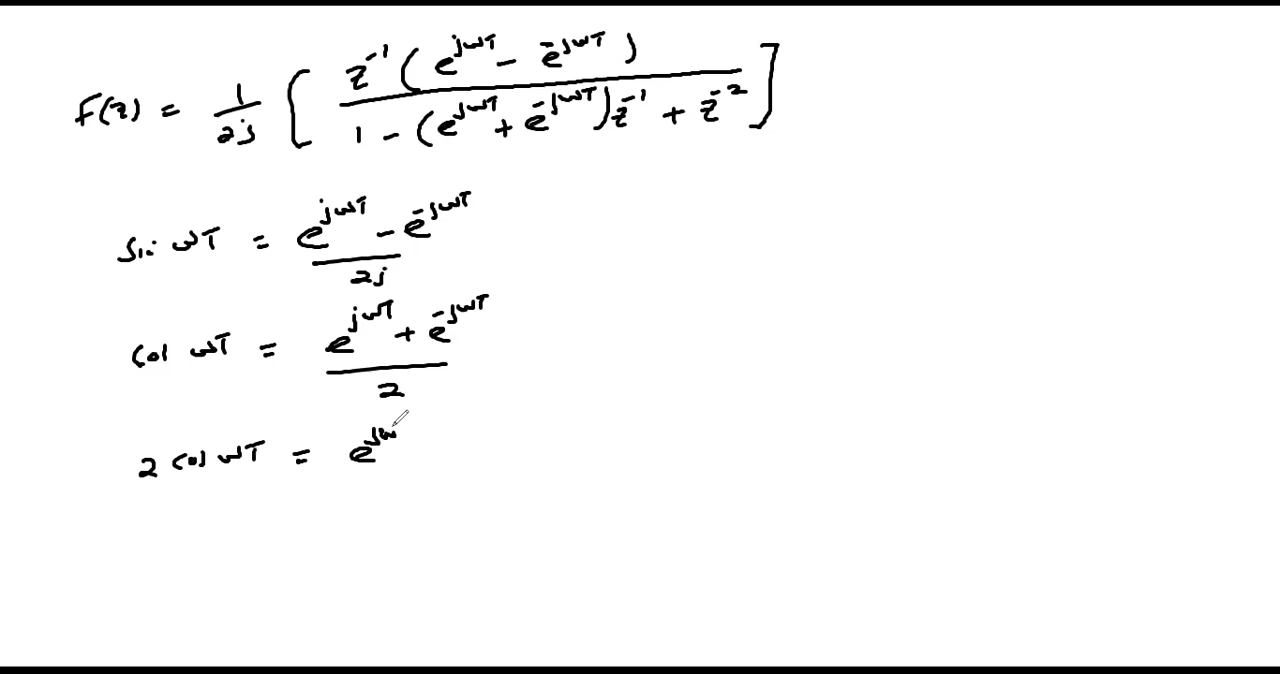 F(z) = 1/2j [ z⁻¹ ( e^jωT − e^-jωT ) / 1 − (e^jωT + e^-jωT) z⁻¹ + z⁻² ]
sin ωT = e^jωT − e^-jωT / 2j
cos ωT = e^jωT + e^-jωT / 2
2 cos ωT = e^jω